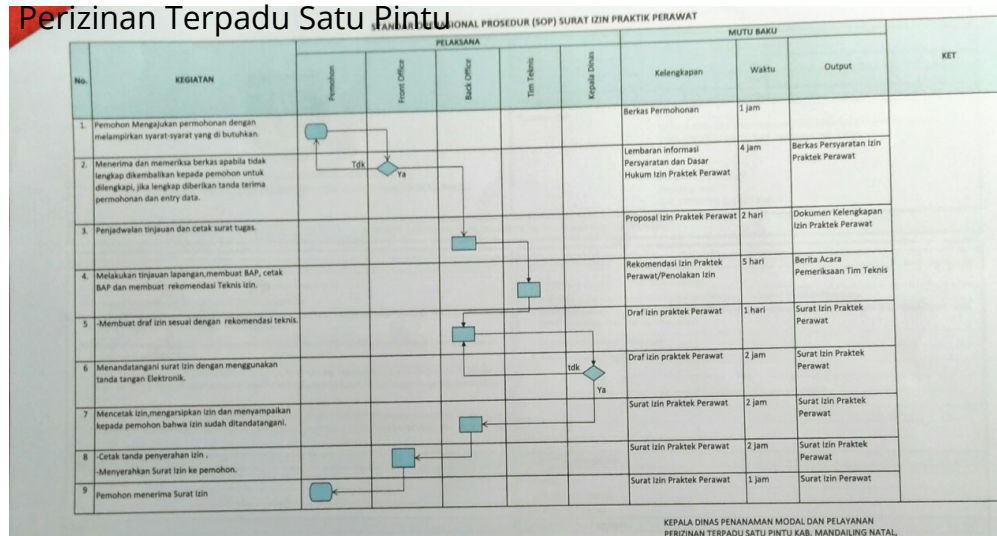 Perizinan Terpadu Satu Pintu
STANDAR OPERASIONAL PROSEDUR (SOP) SURAT IZIN PRAKTIK PERAWAT
No.
KEGIATAN
PELAKSANA
MUTU BAKU
KET
Pemohon
Front Office
Back Office
Tim Teknis
Kepala Dinas
Kelengkapan
Waktu
Output
1.
Pemohon Mengajukan permohonan dengan
melampirkan syarat-syarat yang di butuhkan.
Berkas Permohonan
1 jam
2.
Menerima dan memeriksa berkas apabila tidak
lengkap dikembalikan kepada pemohon untuk
dilengkapi, jika lengkap diberikan tanda terima
permohonan dan entry data.
Tdk
Ya
Lembaran informasi
Persyaratan dan Dasar
Hukum Izin Praktek Perawat
4 jam
Berkas Persyaratan Izin
Praktek Perawat
3.
Penjadwalan tinjauan dan cetak surat tugas.
Proposal Izin Praktek Perawat
2 hari
Dokumen Kelengkapan
Izin Praktek Perawat
4.
Melakukan tinjauan lapangan,membuat BAP, cetak
BAP dan membuat rekomendasi Teknis Izin.
Rekomendasi Izin Praktek
Perawat/Penolakan Izin
5 hari
Berita Acara
Pemeriksaan Tim Teknis
5
-Membuat draf izin sesuai dengan rekomendasi teknis.
Draf izin praktek Perawat
1 hari
Surat Izin Praktek
Perawat
6
Menandatangani surat izin dengan menggunakan
tanda tangan Elektronik.
tdk
Ya
Draf izin praktek Perawat
2 jam
Surat Izin Praktek
Perawat
7
Mencetak izin,mengarsipkan izin dan menyampaikan
kepada pemohon bahwa Izin sudah ditandatangani.
Surat Izin Praktek Perawat
2 jam
Surat Izin Praktek
Perawat
8
-Cetak tanda penyerahan izin .
-Menyerahkan Surat Izin ke pemohon.
Surat Izin Praktek Perawat
2 jam
Surat Izin Praktek
Perawat
9
Pemohon menerima Surat Izin
Surat Izin Praktek Perawat
1 jam
Surat Izin Perawat
KEPALA DINAS PENANAMAN MODAL DAN PELAYANAN
PERIZINAN TERPADU SATU PINTU KAB. MANDAILING NATAL,